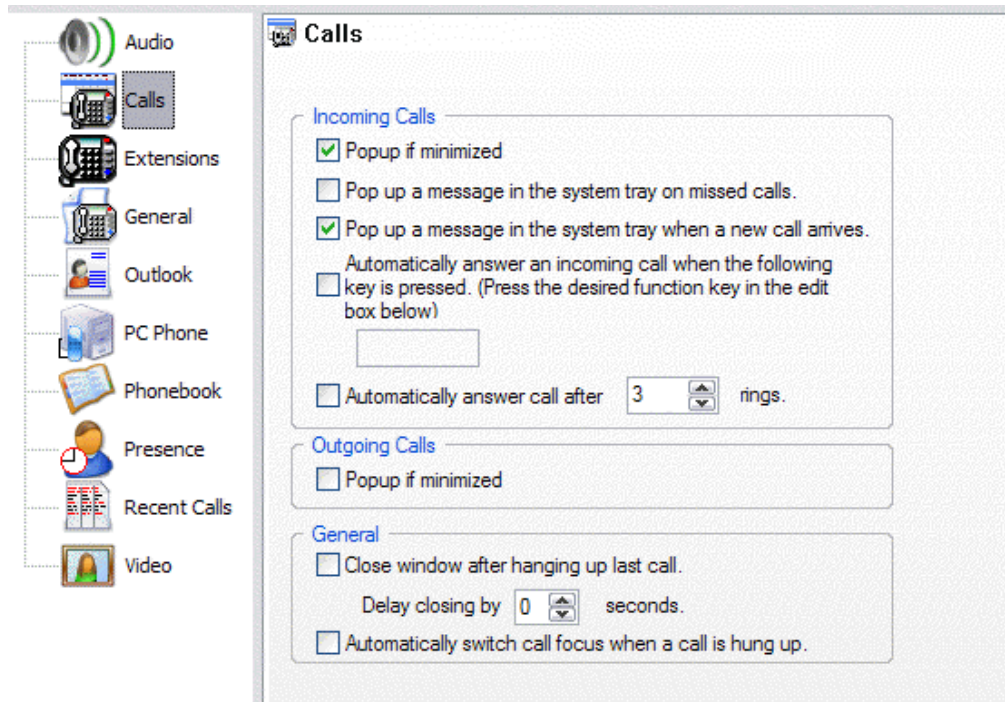 Audio
Calls
Extensions
General
Outlook
PC Phone
Phonebook
Presence
Recent Calls
Video
Calls
Incoming Calls
Popup if minimized
Pop up a message in the system tray on missed calls.
Pop up a message in the system tray when a new call arrives.
Automatically answer an incoming call when the following
key is pressed. (Press the desired function key in the edit
box below)
Automatically answer call after 3 rings.
Outgoing Calls
Popup if minimized
General
Close window after hanging up last call.
Delay closing by 0 seconds.
Automatically switch call focus when a call is hung up.